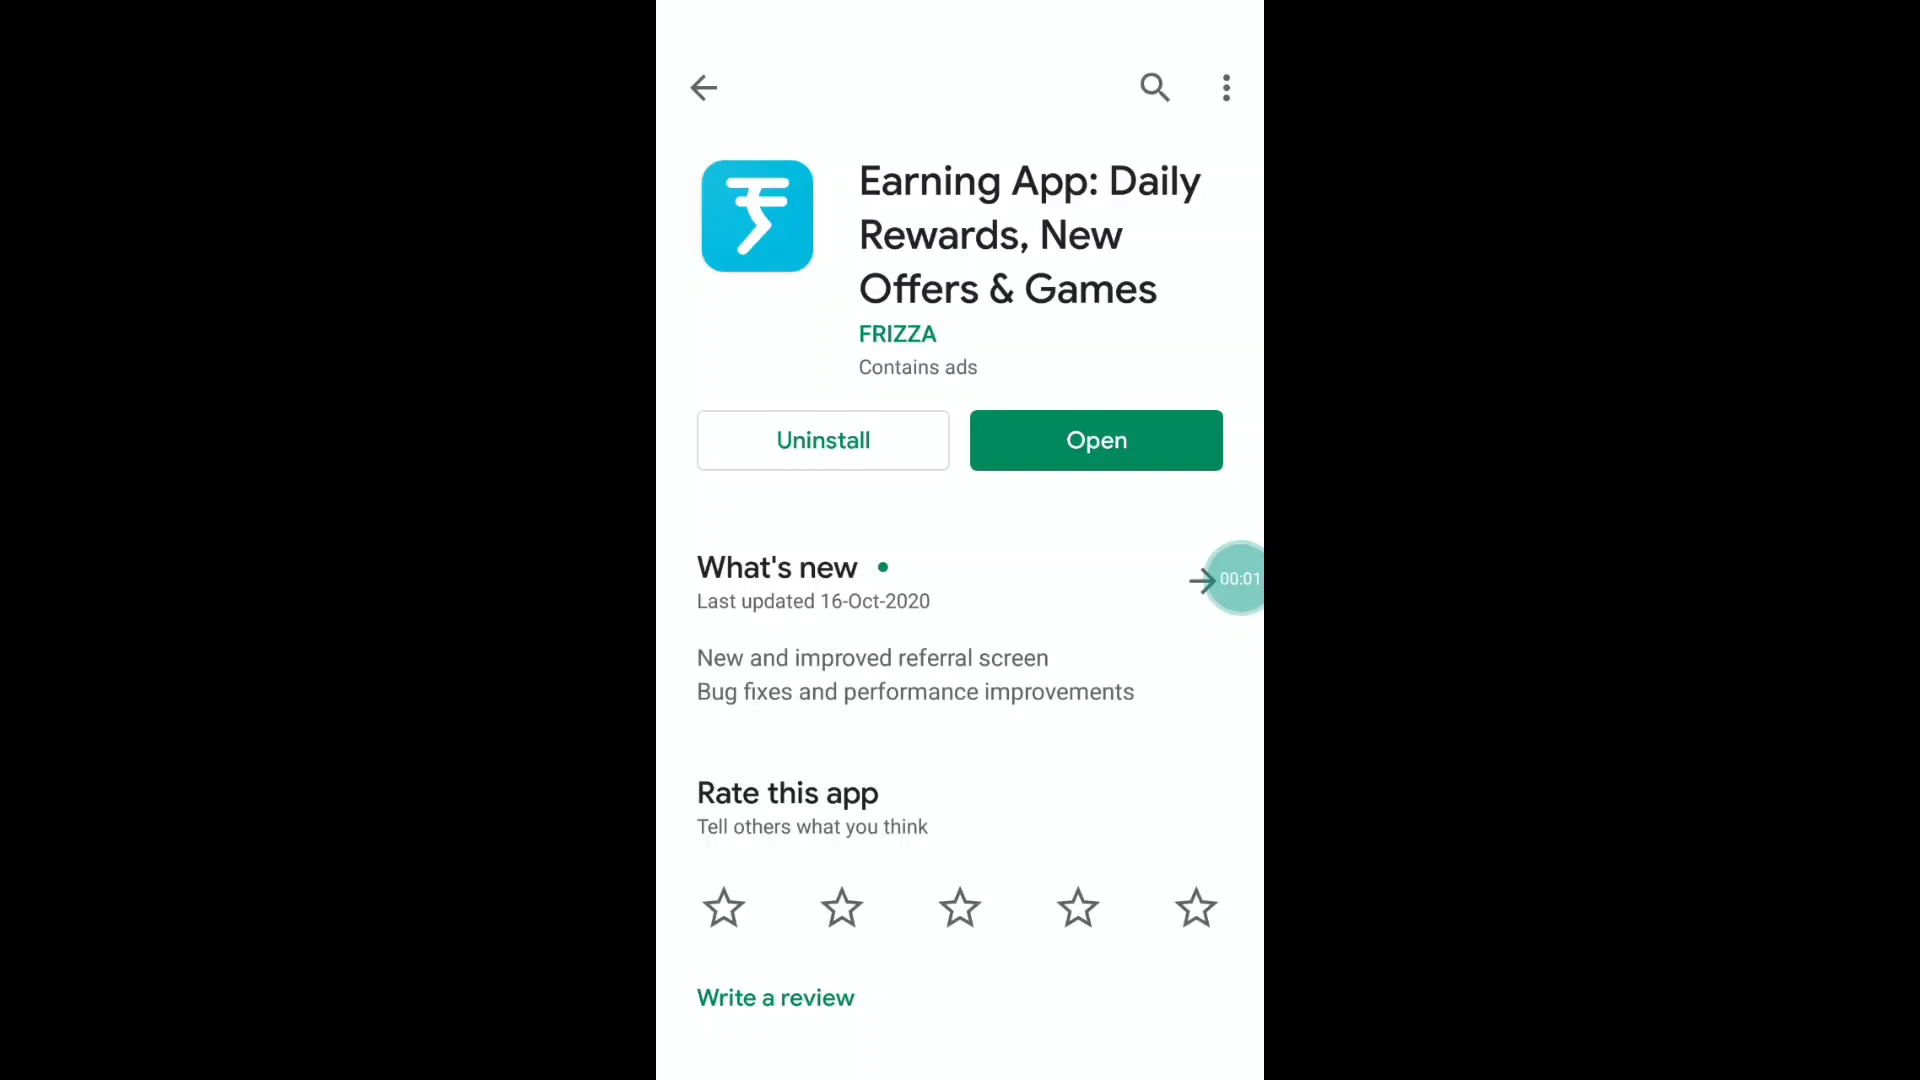 Earning App: Daily
Rewards, New
Offers & Games
FRIZZA
Contains ads
Uninstall
Open
What's new
00:01
Last updated 16-Oct-2020
New and improved referral screen
Bug fixes and performance improvements
Rate this app
Tell others what you think
Write a review